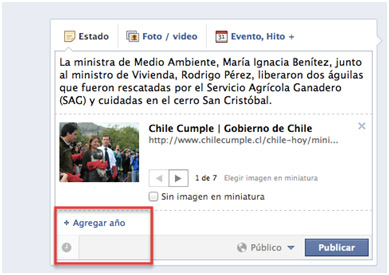 Estado Foto / video Evento, Hito +
La ministra de Medio Ambiente, María Ignacia Benítez, junto
al ministro de Vivienda, Rodrigo Pérez, liberaron dos águilas
que fueron rescatadas por el Servicio Agrícola Ganadero
(SAG) y cuidadas en el cerro San Cristóbal.
Chile Cumple | Gobierno de Chile
http://www.chilecumple.cl/chile-hoy/mini...
1 de 7 Elegir imagen en miniatura
Sin imagen en miniatura
+ Agregar año
Público Publicar